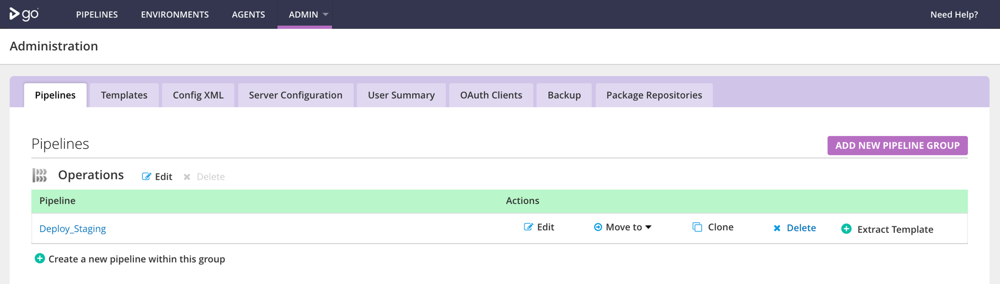 go PIPELINES ENVIRONMENTS AGENTS ADMIN Need Help?
Administration
Pipelines Templates Config XML Server Configuration User Summary OAuth Clients Backup Package Repositories
Pipelines ADD NEW PIPELINE GROUP
Operations Edit Delete
Pipeline Actions
Deploy_Staging Edit Move to Clone Delete Extract Template
Create a new pipeline within this group